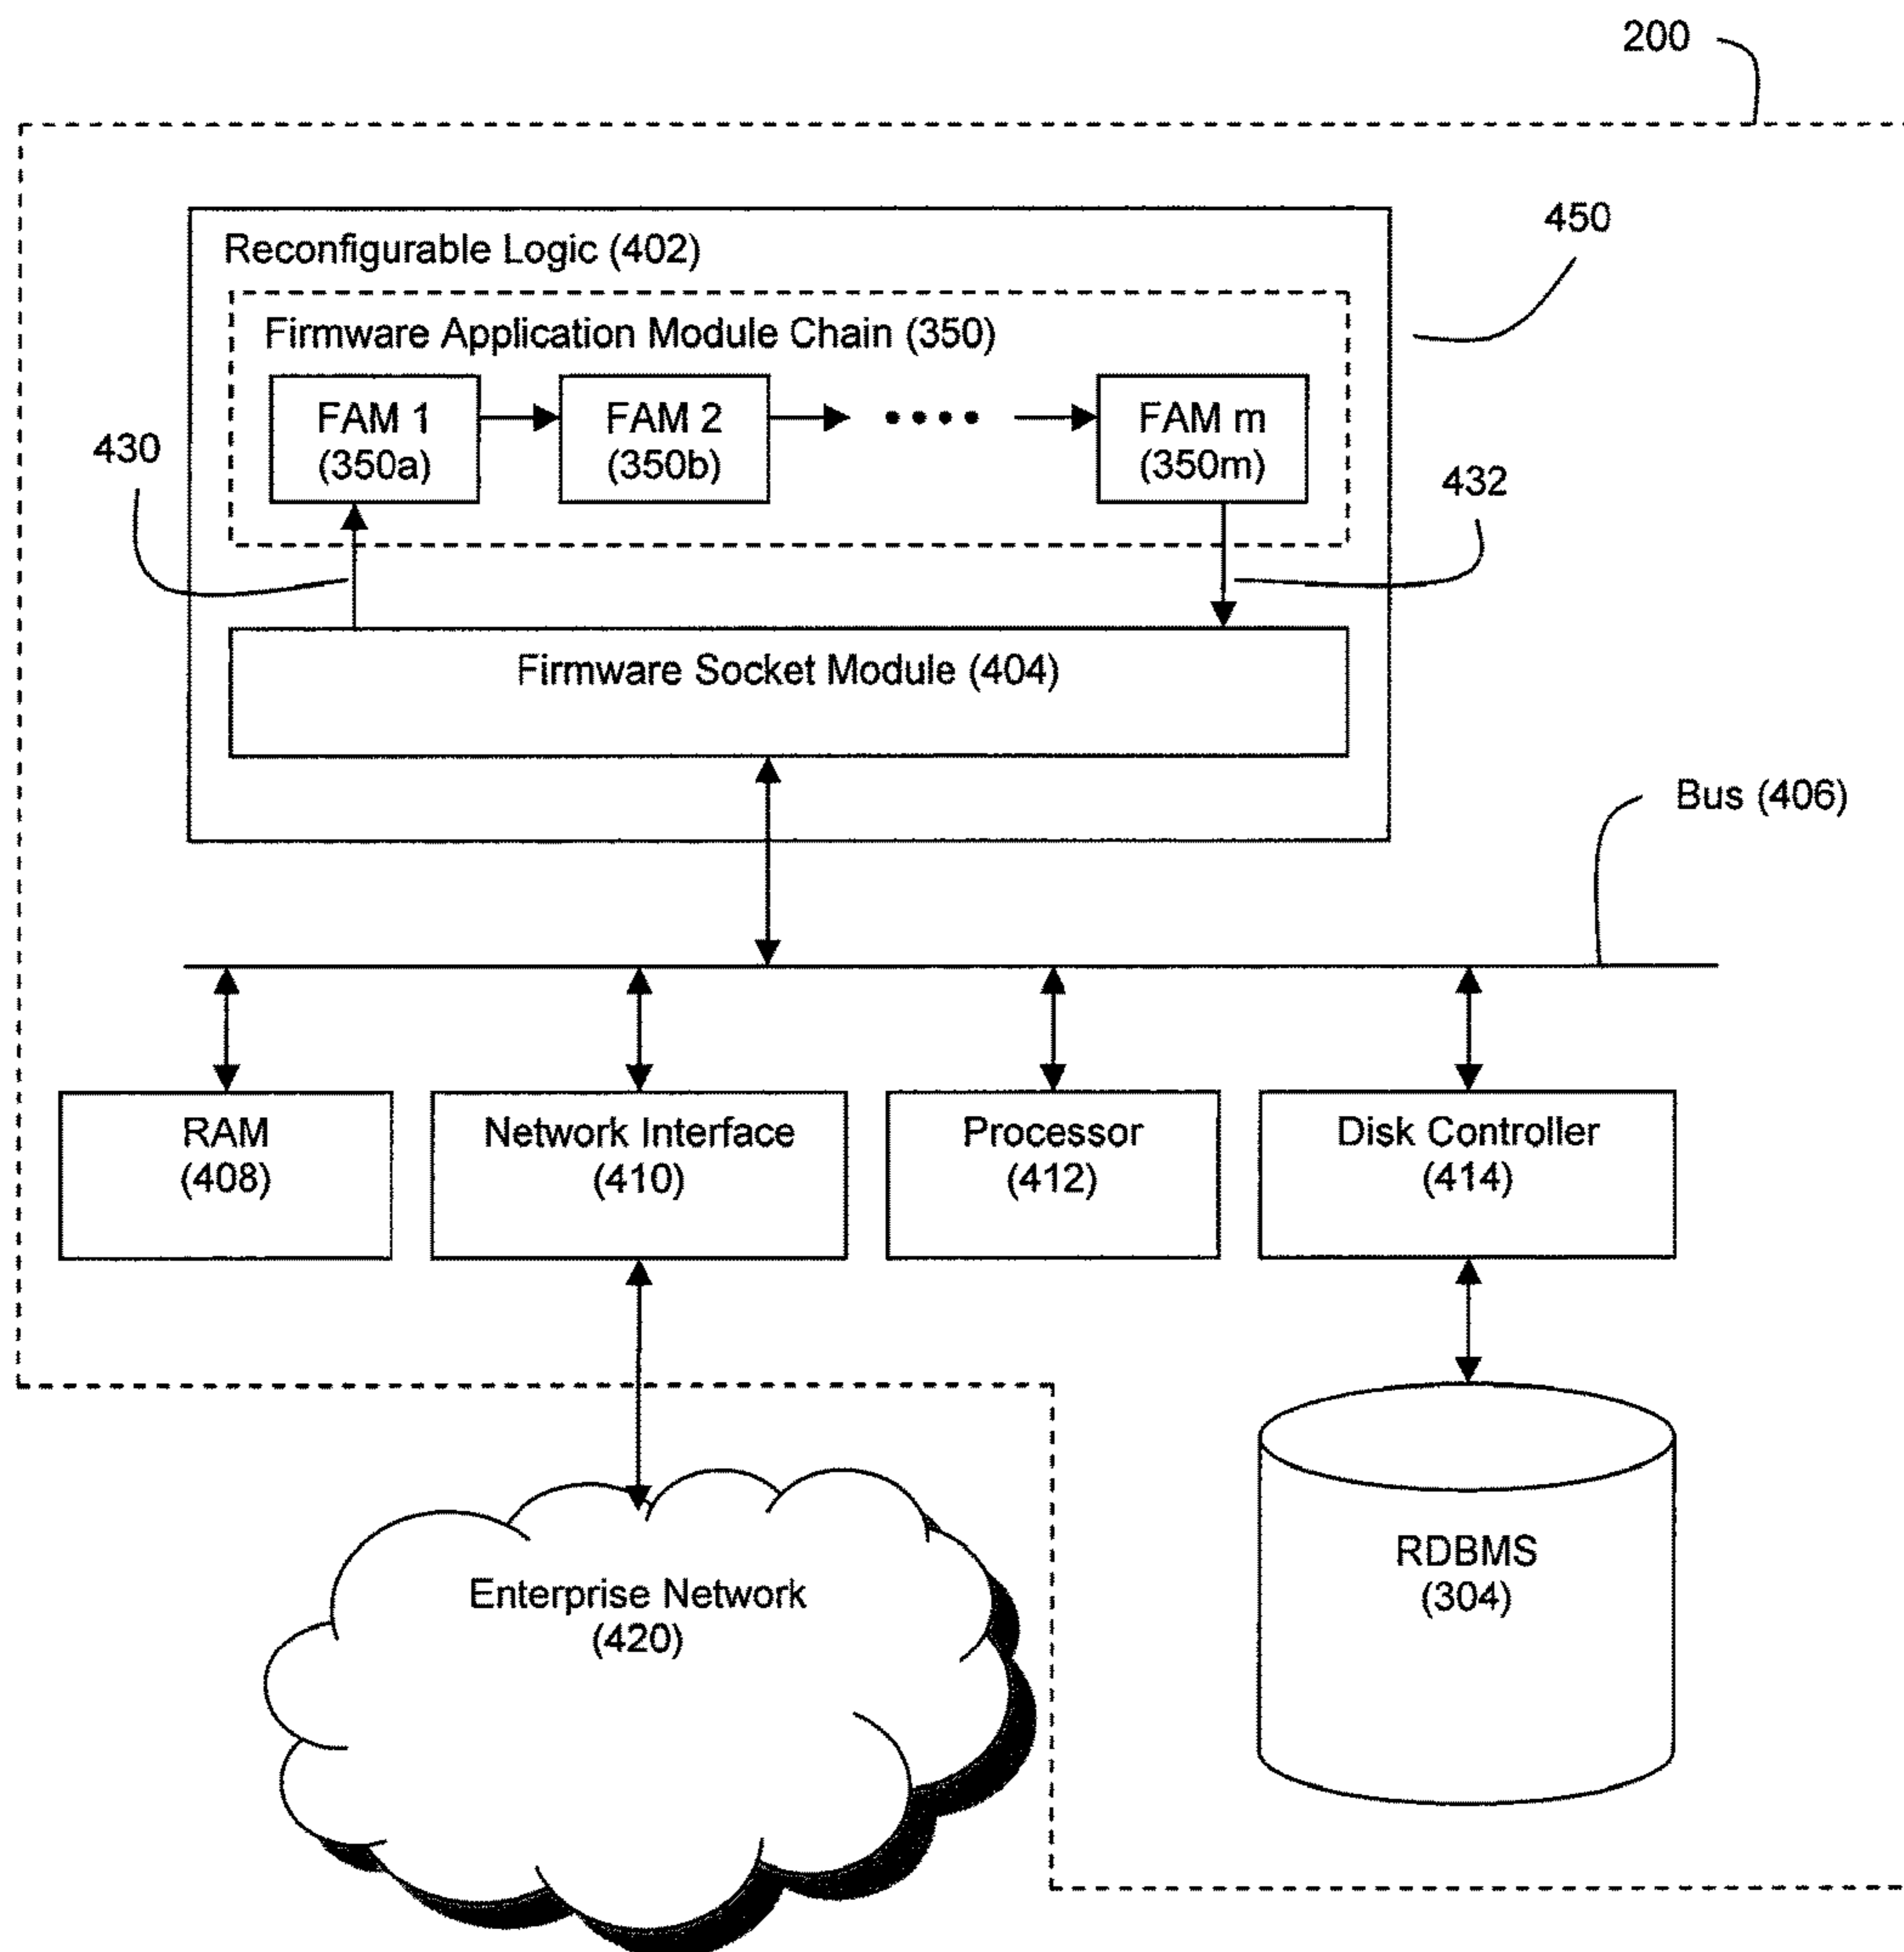 200
450
Reconfigurable Logic (402)
Firmware Application Module Chain (350)
FAM 1
(350a)
FAM 2
(350b)
••••
FAM m
(350m)
430
432
Firmware Socket Module (404)
Bus (406)
RAM
(408)
Network Interface
(410)
Processor
(412)
Disk Controller
(414)
RDBMS
(304)
Enterprise Network
(420)